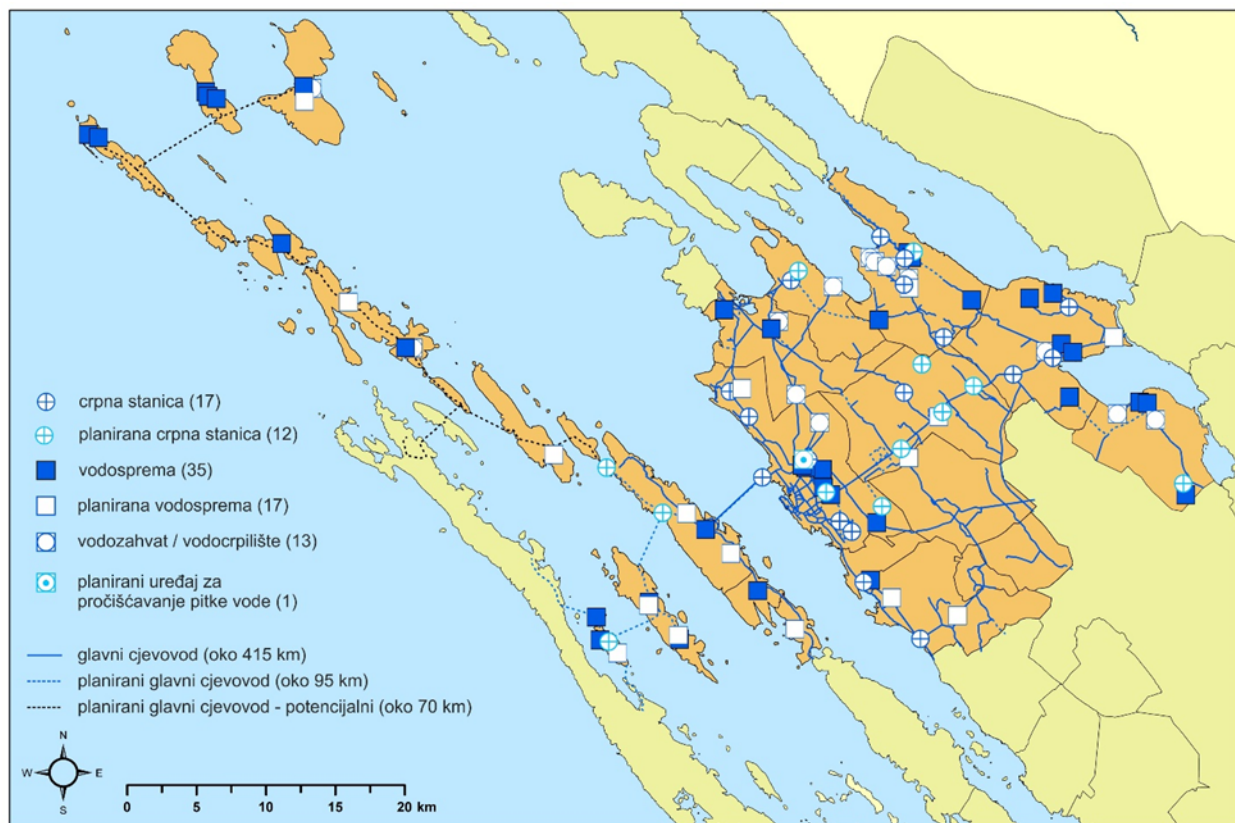 crpna stanica (17)
planirana crpna stanica (12)
vodosprema (35)
planirana vodosprema (17)
vodozahvat / vodocrpilište (13)
planirani uređaj za
pročišćavanje pitke vode (1)
glavni cjevovod (oko 415 km)
planirani glavni cjevovod (oko 95 km)
planirani glavni cjevovod - potencijalni (oko 70 km)
N
W E
S
0 5 10 20 km